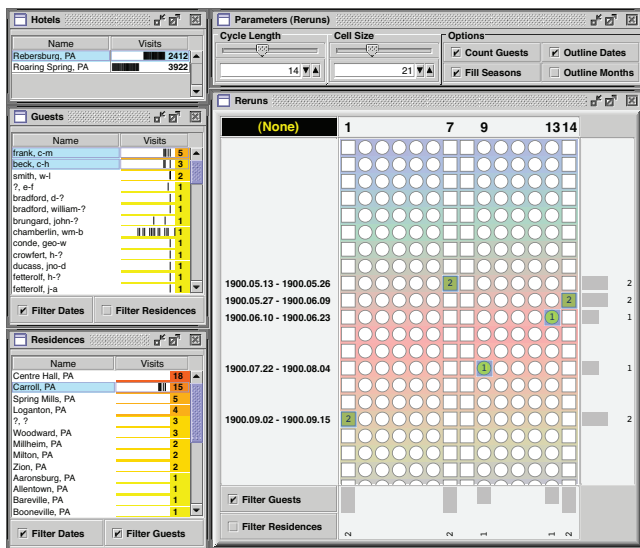 Hotels
Name Visits
Rebersburg, PA 2412
Roaring Spring, PA 3922
Parameters (Reruns)
Cycle Length Cell Size Options
14 21
Count Guests Outline Dates
Fill Seasons Outline Months
Guests
Name Visits
frank, c-m 5
beck, c-h 3
smith, w-l 2
?, e-f 1
bradford, d-? 1
bradford, william-? 1
brungard, john-? 1
chamberlin, wm-b 1
conde, geo-w 1
crowfert, h-? 1
ducass, jno-d 1
fetterolf, h-? 1
fetterolf, j-a 1
Filter Dates Filter Residences
Residences
Name Visits
Centre Hall, PA 18
Carroll, PA 15
Spring Mills, PA 5
Loganton, PA 4
?, ? 3
Woodward, PA 3
Millheim, PA 2
Milton, PA 2
Zion, PA 2
Aaronsburg, PA 1
Allentown, PA 1
Bareville, PA 1
Booneville, PA 1
Filter Dates Filter Guests
Reruns
(None) 1 7 9 13 14
1900.05.13 - 1900.05.26 2 2
1900.05.27 - 1900.06.09 2 2
1900.06.10 - 1900.06.23 1 1
1900.07.22 - 1900.08.04 1 1
1900.09.02 - 1900.09.15 2 2
Filter Guests
Filter Residences
2 2 1 1 2